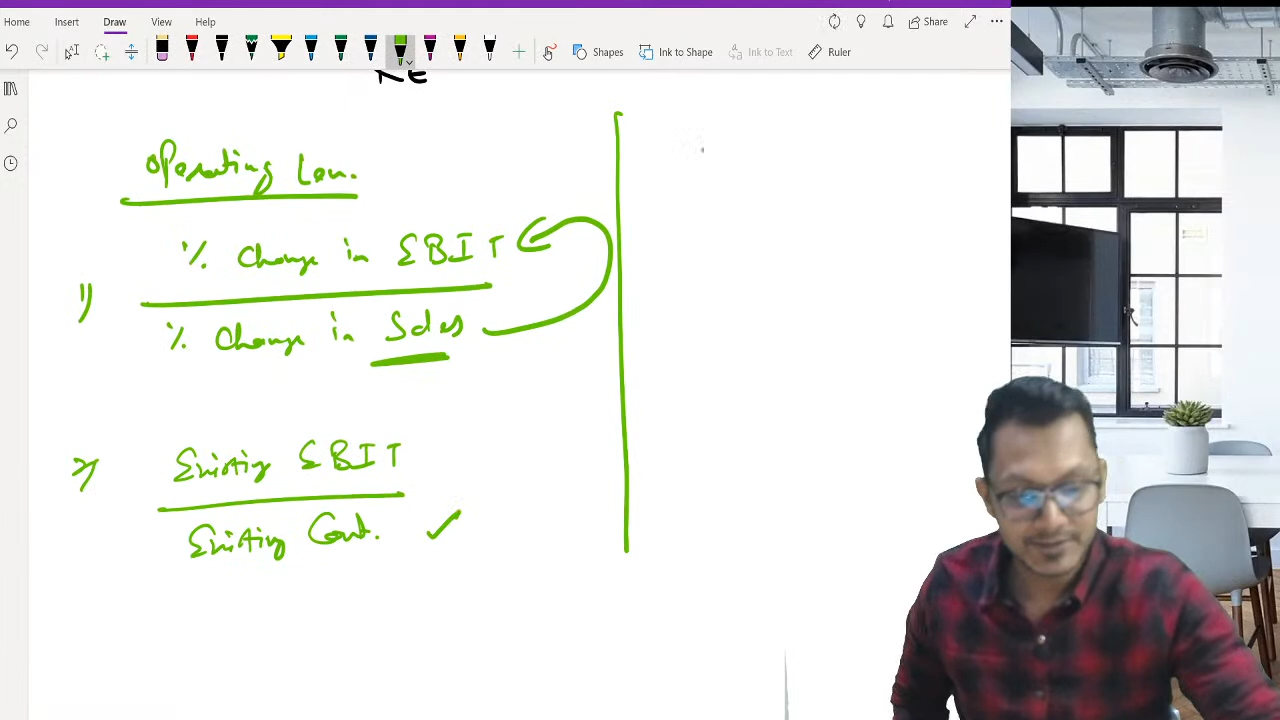 Home Insert Draw View Help
Share
Shapes Ink to Shape Ink to Text Ruler
RE
Operating Lev.
1) % Change in EBIT
% Change in Sales
2) Existing EBIT
Existing Cont. ✓